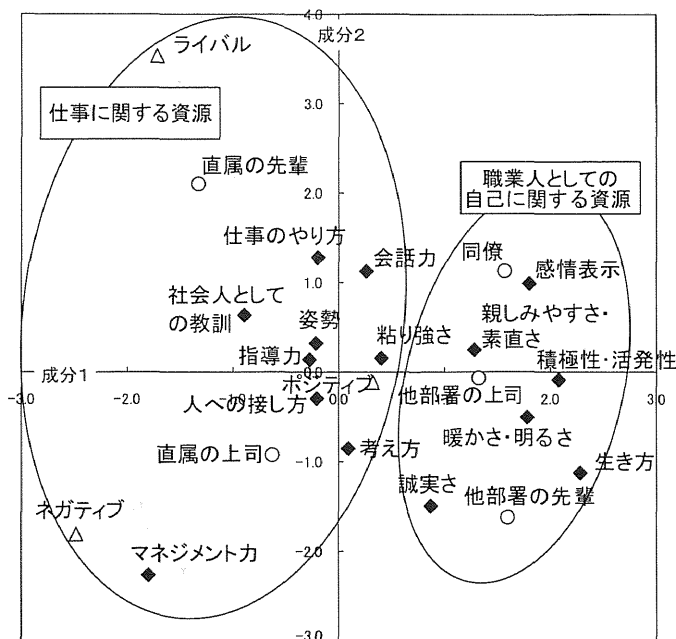 4.0
成分2
ライバル
3.0
仕事に関する資源
直属の先輩
2.0
職業人としての
自己に関する資源
仕事のやり方
会話力
同僚
感情表示
1.0
社会人として
の教訓
姿勢
粘り強さ
親しみやすさ・
素直さ
指導力
積極性・活発性
成分1
0.0
ポジティブ
他部署の上司
-3.0
-2.0
-1.0
0.0
1.0
2.0
3.0
人への接し方
暖かさ・明るさ
直属の上司
考え方
-1.0
生き方
誠実さ
他部署の先輩
ネガティブ
マネジメント力
-2.0
-3.0